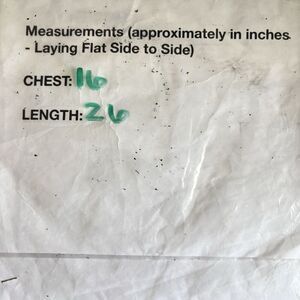 Measurements (approximately in inches
- Laying Flat Side to Side)
CHEST: 16
LENGTH: 26